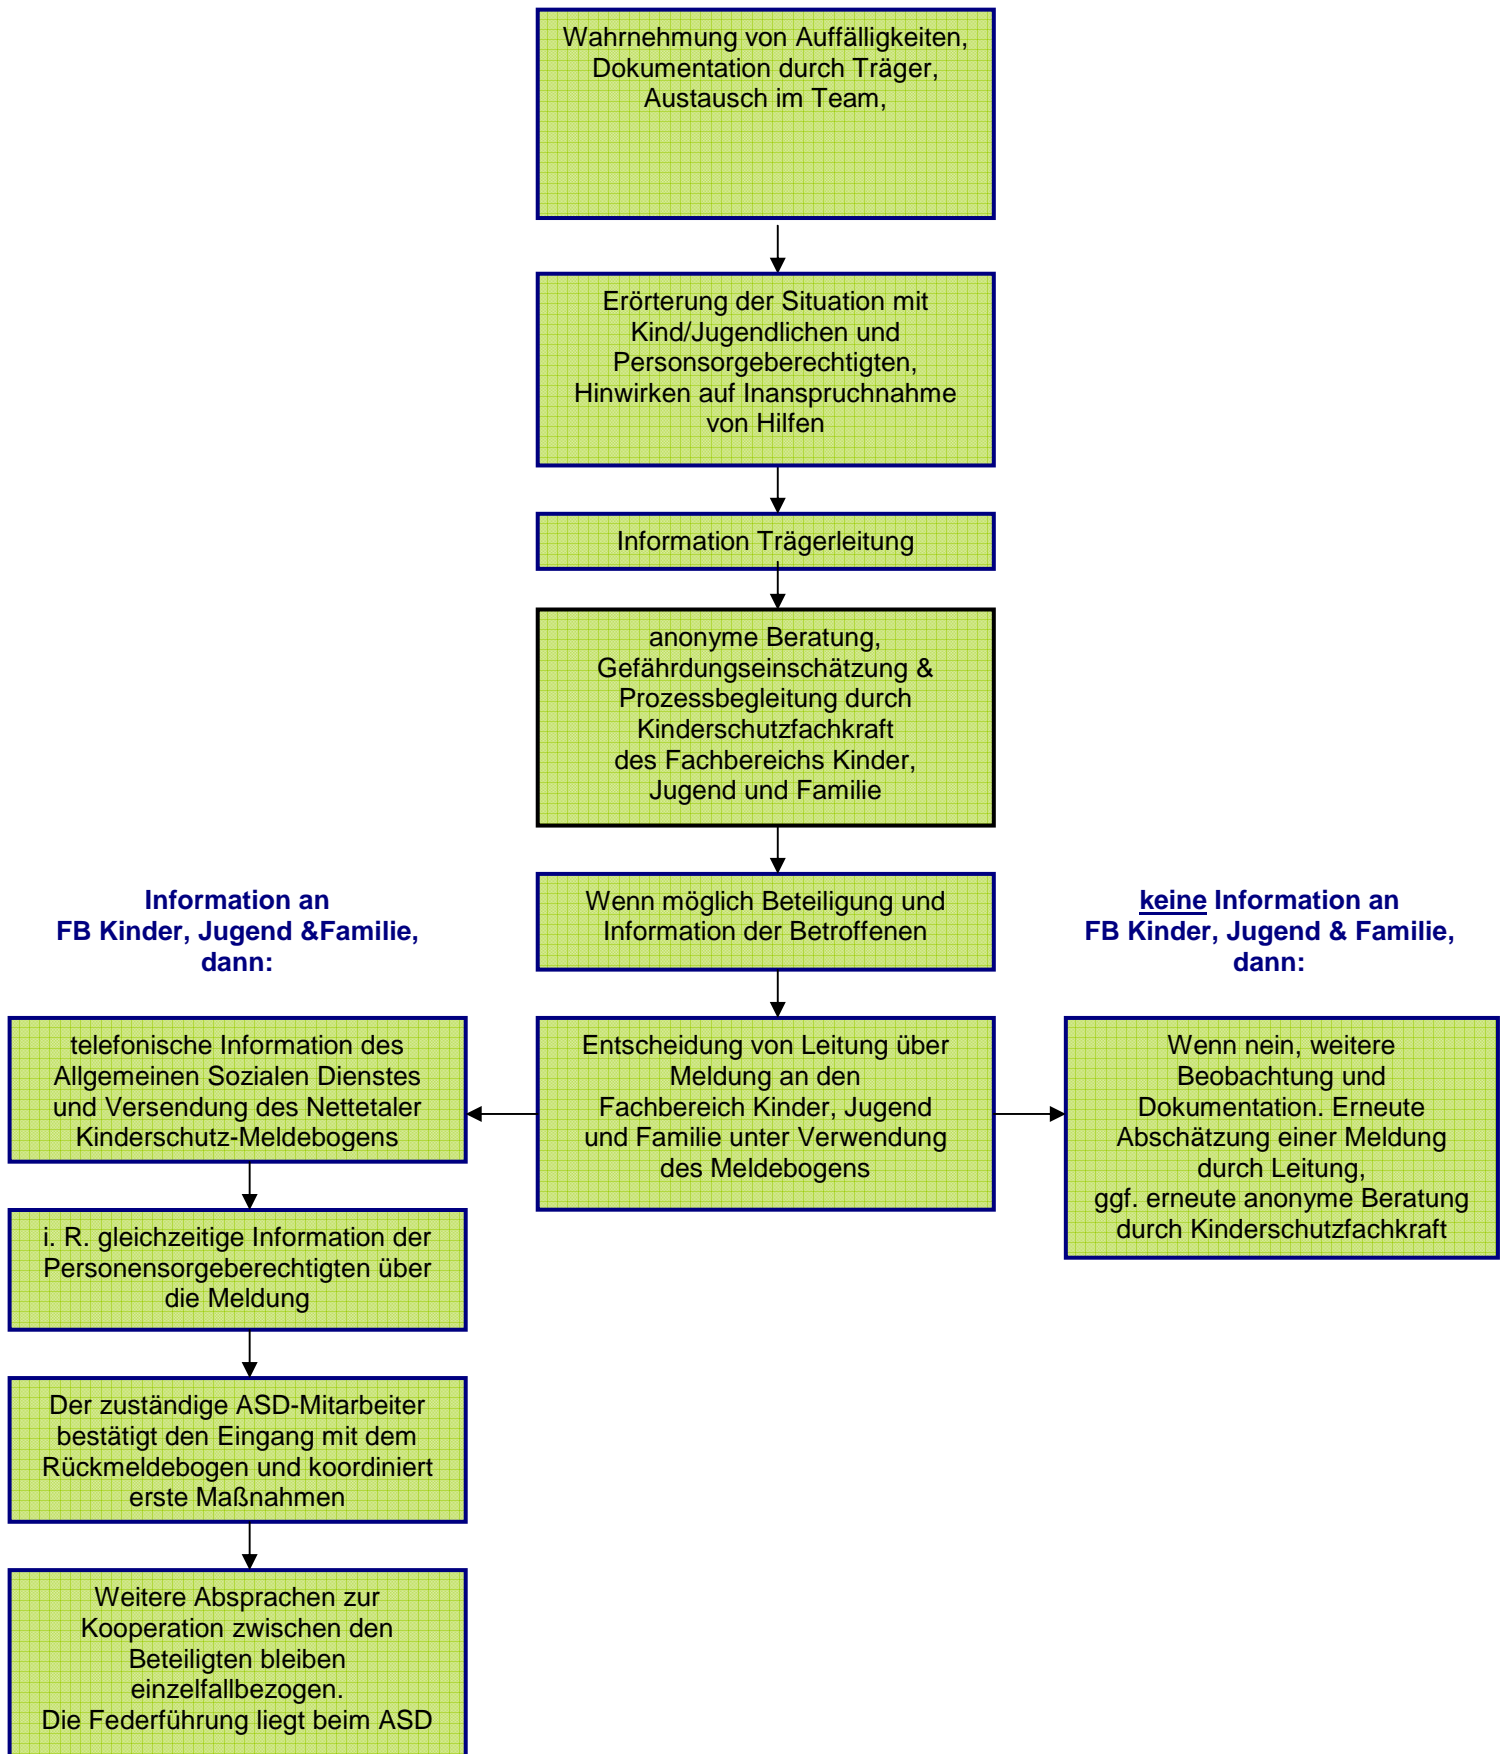 Wahrnehmung von Auffälligkeiten,
Dokumentation durch Träger,
Austausch im Team,
Erörterung der Situation mit
Kind/Jugendlichen und
Personsorgeberechtigten,
Hinwirken auf Inanspruchnahme
von Hilfen
Information Trägerleitung
anonyme Beratung,
Gefährdungseinschätzung &
Prozessbegleitung durch
Kinderschutzfachkraft
des Fachbereichs Kinder,
Jugend und Familie
Wenn möglich Beteiligung und
Information der Betroffenen
Entscheidung von Leitung über
Meldung an den
Fachbereich Kinder, Jugend
und Familie unter Verwendung
des Meldebogens
Information an
FB Kinder, Jugend &Familie,
dann:
telefonische Information des
Allgemeinen Sozialen Dienstes
und Versendung des Nettetaler
Kinderschutz-Meldebogens
i. R. gleichzeitige Information der
Personensorgeberechtigten über
die Meldung
Der zuständige ASD-Mitarbeiter
bestätigt den Eingang mit dem
Rückmeldebogen und koordiniert
erste Maßnahmen
Weitere Absprachen zur
Kooperation zwischen den
Beteiligten bleiben
einzelfallbezogen.
Die Federführung liegt beim ASD
keine Information an
FB Kinder, Jugend & Familie,
dann:
Wenn nein, weitere
Beobachtung und
Dokumentation. Erneute
Abschätzung einer Meldung
durch Leitung,
ggf. erneute anonyme Beratung
durch Kinderschutzfachkraft